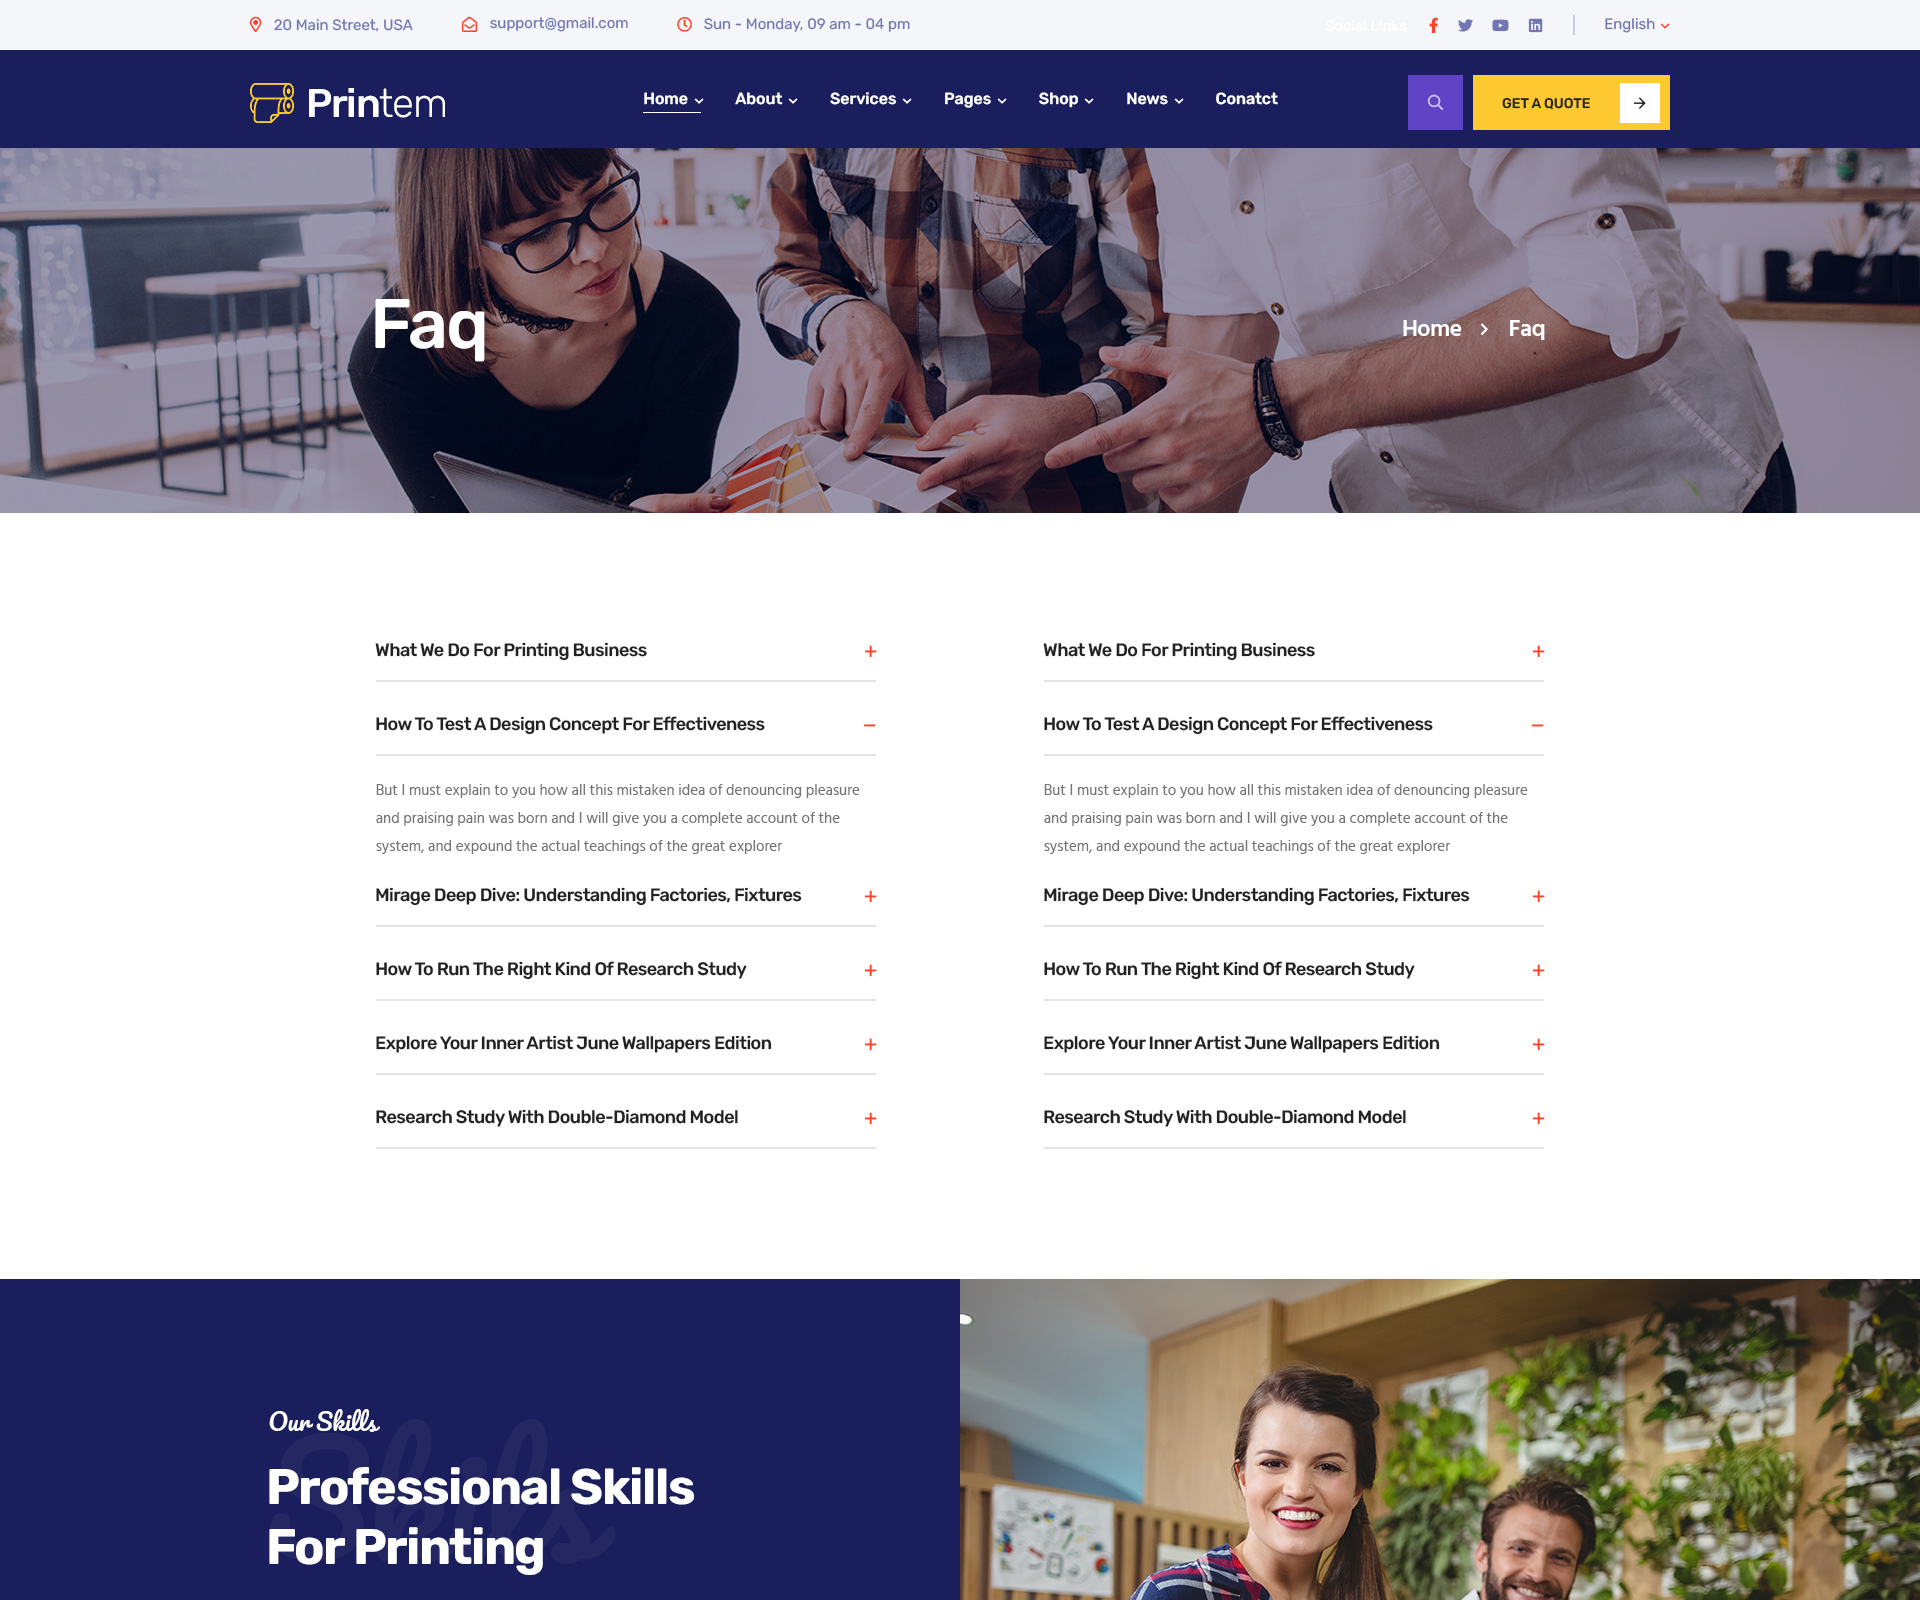 20 Main Street, USA
support@gmail.com
Sun - Monday, 09 am - 04 pm
Social Links
English
Printem
Home
About
Services
Pages
Shop
News
Conatct
GET A QUOTE
Faq
Home > Faq
What We Do For Printing Business
How To Test A Design Concept For Effectiveness
But I must explain to you how all this mistaken idea of denouncing pleasure
and praising pain was born and I will give you a complete account of the
system, and expound the actual teachings of the great explorer
Mirage Deep Dive: Understanding Factories, Fixtures
How To Run The Right Kind Of Research Study
Explore Your Inner Artist June Wallpapers Edition
Research Study With Double-Diamond Model
What We Do For Printing Business
How To Test A Design Concept For Effectiveness
But I must explain to you how all this mistaken idea of denouncing pleasure
and praising pain was born and I will give you a complete account of the
system, and expound the actual teachings of the great explorer
Mirage Deep Dive: Understanding Factories, Fixtures
How To Run The Right Kind Of Research Study
Explore Your Inner Artist June Wallpapers Edition
Research Study With Double-Diamond Model
Our Skills
Professional Skills
For Printing